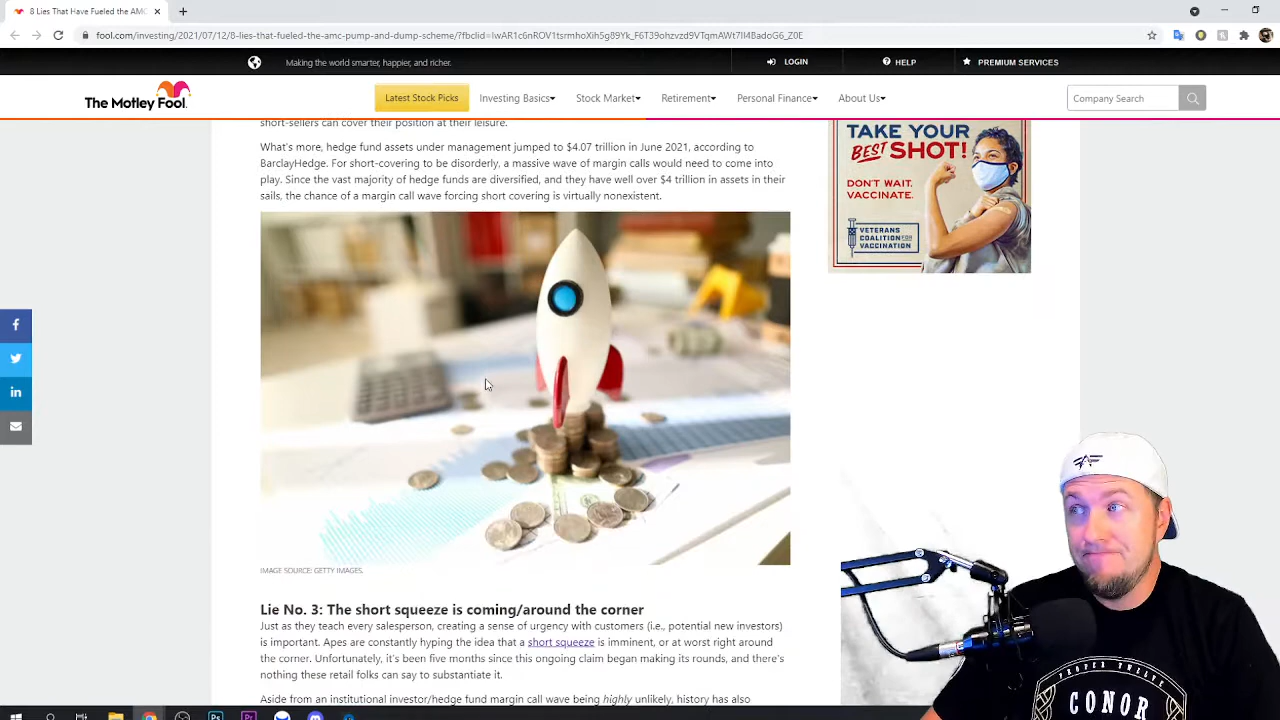 8 Lies That Have Fueled the AMC
fool.com/investing/2021/07/12/8-lies-that-fueled-the-amc-pump-and-dump-scheme/?fbclid=
Making the world smarter, happier, and richer.
LOGIN
HELP
PREMIUM SERVICES
The Motley Fool.
Latest Stock Picks
Investing Basics
Stock Market
Retirement
Personal Finance
About Us
Company Search
short-sellers can cover their position at their leisure.
What's more, hedge fund assets under management jumped to $4.07 trillion in June 2021, according to
BarclayHedge. For short-covering to be disorderly, a massive wave of margin calls would need to come into
play. Since the vast majority of hedge funds are diversified, and they have well over $4 trillion in assets in their
sails, the chance of a margin call wave forcing short covering is virtually nonexistent.
TAKE YOUR
BEST SHOT!
DON'T WAIT.
VACCINATE.
VETERANS
COALITION FOR
VACCINATION
IMAGE SOURCE: GETTY IMAGES.
Lie No. 3: The short squeeze is coming/around the corner
Just as they teach every salesperson, creating a sense of urgency with customers (i.e., potential new investors)
is important. Apes are constantly hyping the idea that a short squeeze is imminent, or at worst right around
the corner. Unfortunately, it's been five months since this ongoing claim began making its rounds, and there's
nothing these retail folks can say to substantiate it.
Aside from an institutional investor/hedge fund margin call wave being highly unlikely, history has also
PROPER TWELVE
CONOR